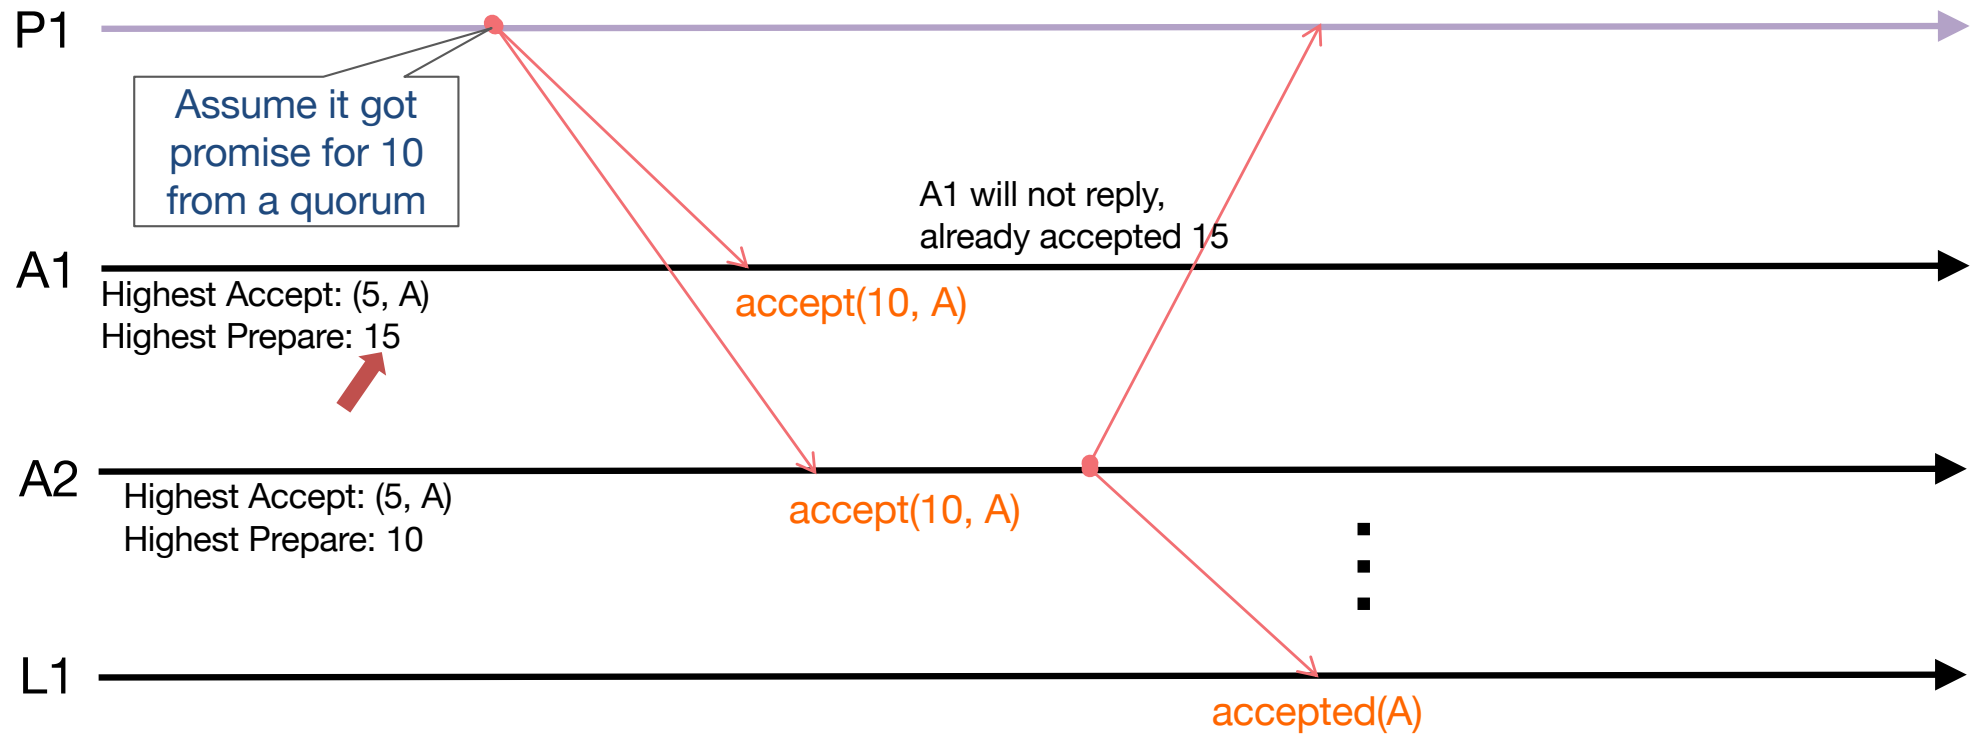 P1
Assume it got
promise for 10
from a quorum
A1 will not reply,
already accepted 15
A1
Highest Accept: (5, A)
Highest Prepare: 15
accept(10, A)
A2
Highest Accept: (5, A)
Highest Prepare: 10
accept(10, A)
L1
accepted(A)